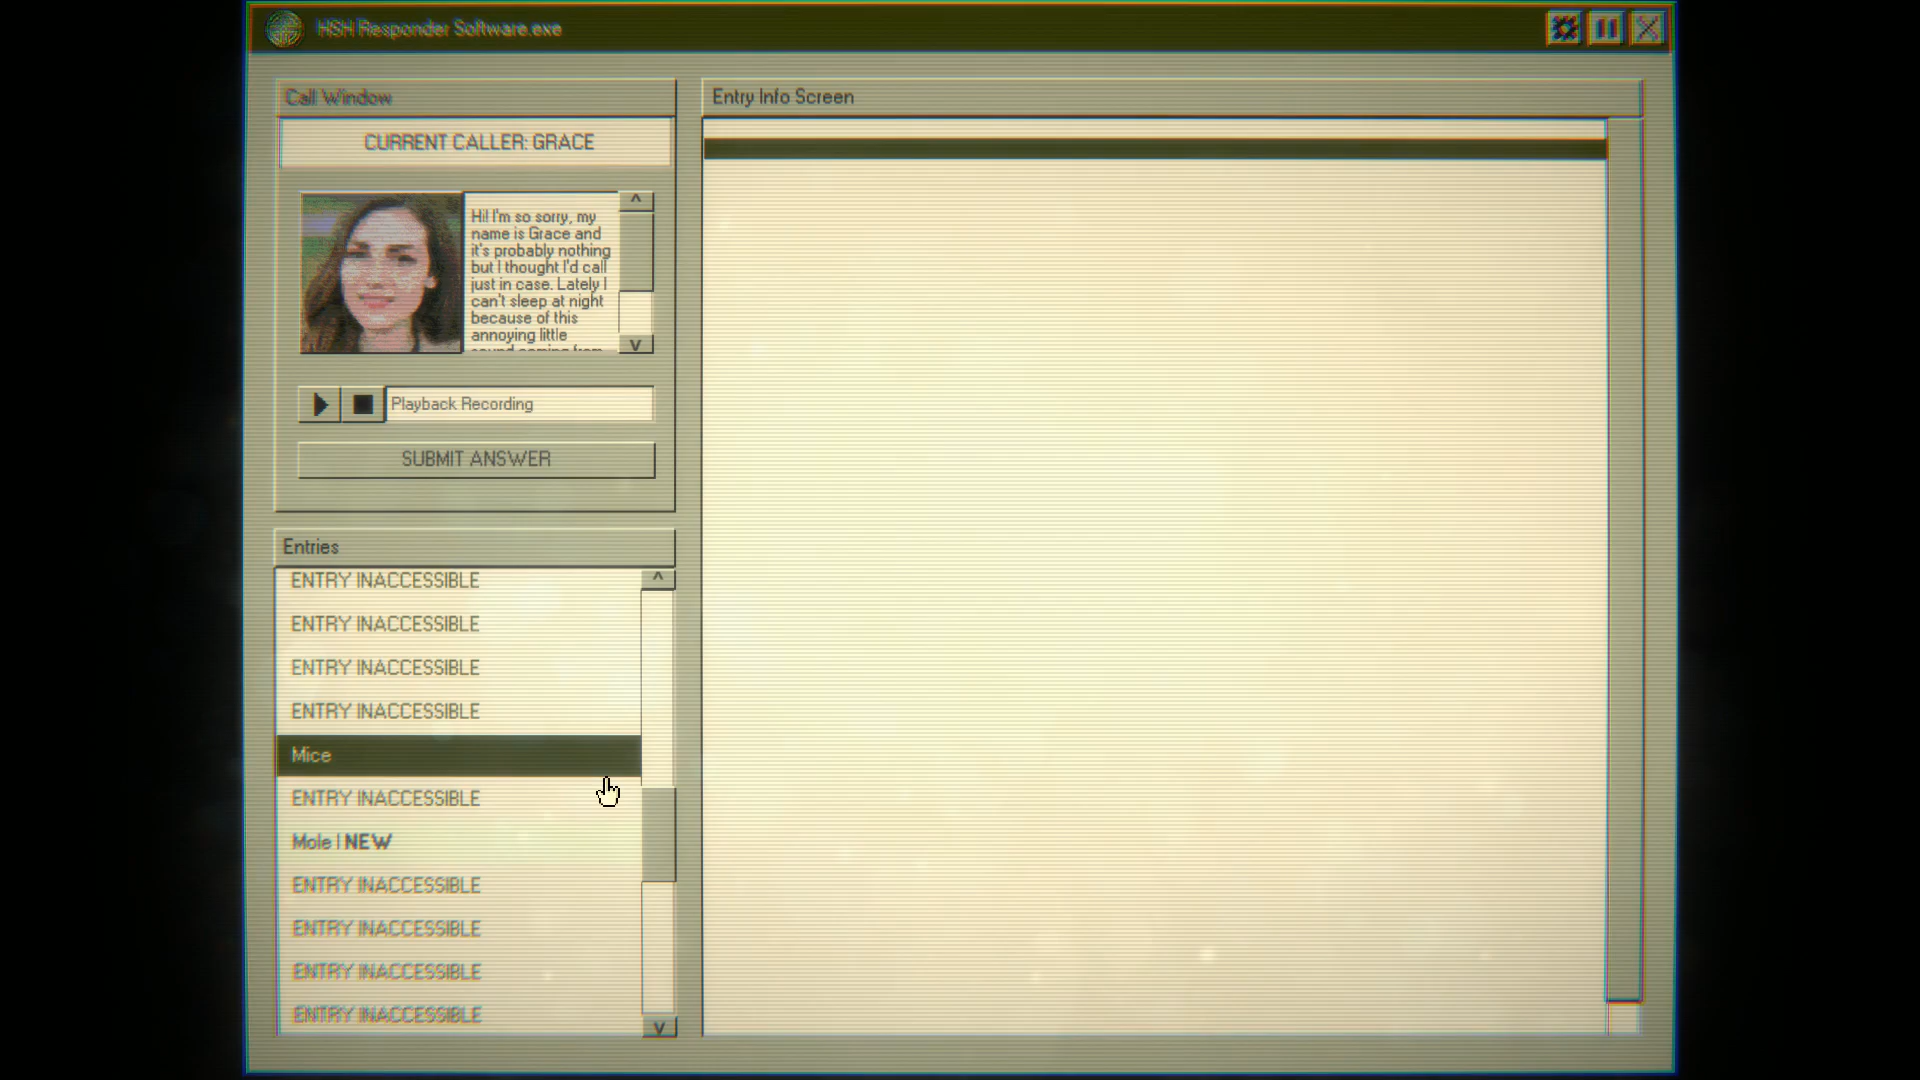 HSH Responder Software.exe
Call Window
CURRENT CALLER: GRACE
Hi! I'm so sorry, my
name is Grace and
it's probably nothing
but I thought I'd call
just in case. Lately I
can't sleep at night
because of this
annoying little
sound coming from
Playback Recording
SUBMIT ANSWER
Entries
ENTRY INACCESSIBLE
ENTRY INACCESSIBLE
ENTRY INACCESSIBLE
ENTRY INACCESSIBLE
Mice
ENTRY INACCESSIBLE
Mole | NEW
ENTRY INACCESSIBLE
ENTRY INACCESSIBLE
ENTRY INACCESSIBLE
ENTRY INACCESSIBLE
Entry Info Screen